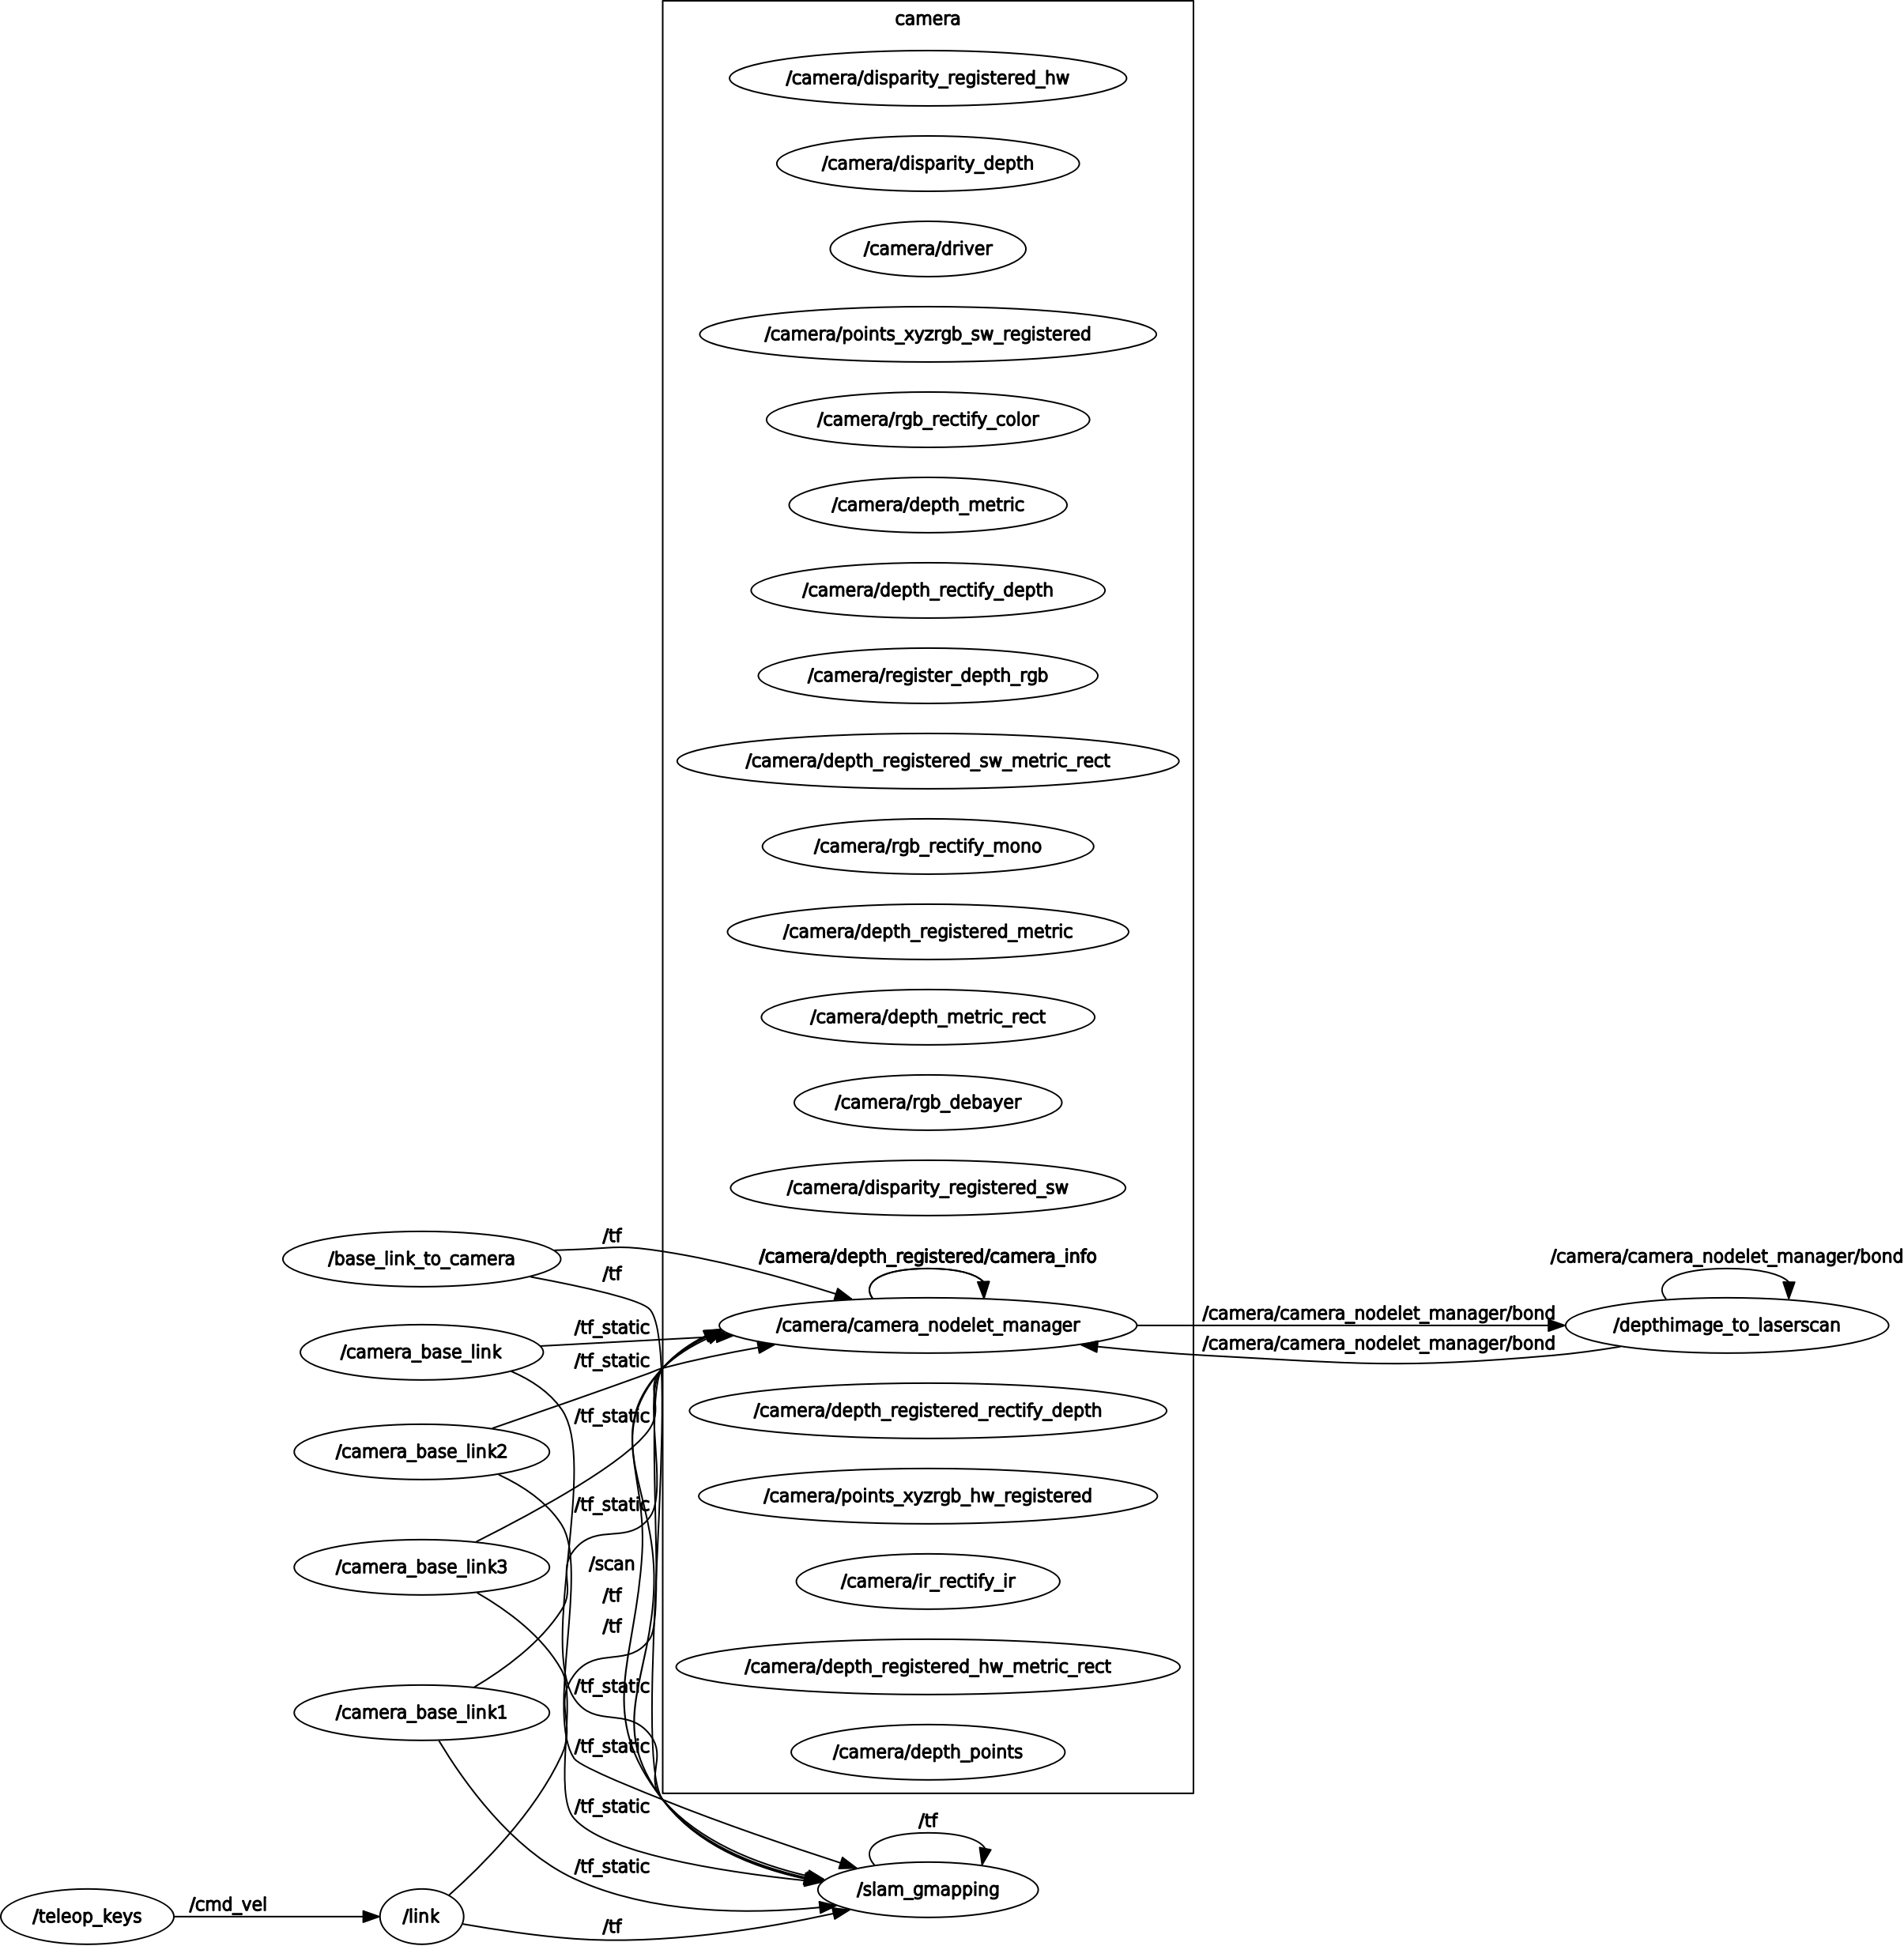 camera
/camera/disparity_registered_hw
/camera/disparity_depth
/camera/driver
/camera/points_xyzrgb_sw_registered
/camera/rgb_rectify_color
/camera/depth_metric
/camera/depth_rectify_depth
/camera/register_depth_rgb
/camera/depth_registered_sw_metric_rect
/camera/rgb_rectify_mono
/camera/depth_registered_metric
/camera/depth_metric_rect
/camera/rgb_debayer
/camera/disparity_registered_sw
/tf
/base_link_to_camera
/camera/depth_registered/camera_info
/camera/camera_nodelet_manager/bond
/tf
/camera/camera_nodelet_manager/bond
/tf_static
/camera/camera_nodelet_manager
/depthimage_to_laserscan
/camera/camera_nodelet_manager/bond
/camera_base_link
/tf_static
/camera/depth_registered_rectify_depth
/tf_static
/camera_base_link2
/camera/points_xyzrgb_hw_registered
/tf_static
/scan
/camera_base_link3
/camera/ir_rectify_ir
/tf
/tf
/camera/depth_registered_hw_metric_rect
/tf_static
/camera_base_link1
/tf_static
/camera/depth_points
/tf_static
/tf
/tf_static
/slam_gmapping
/cmd_vel
/teleop_keys
/link
/tf